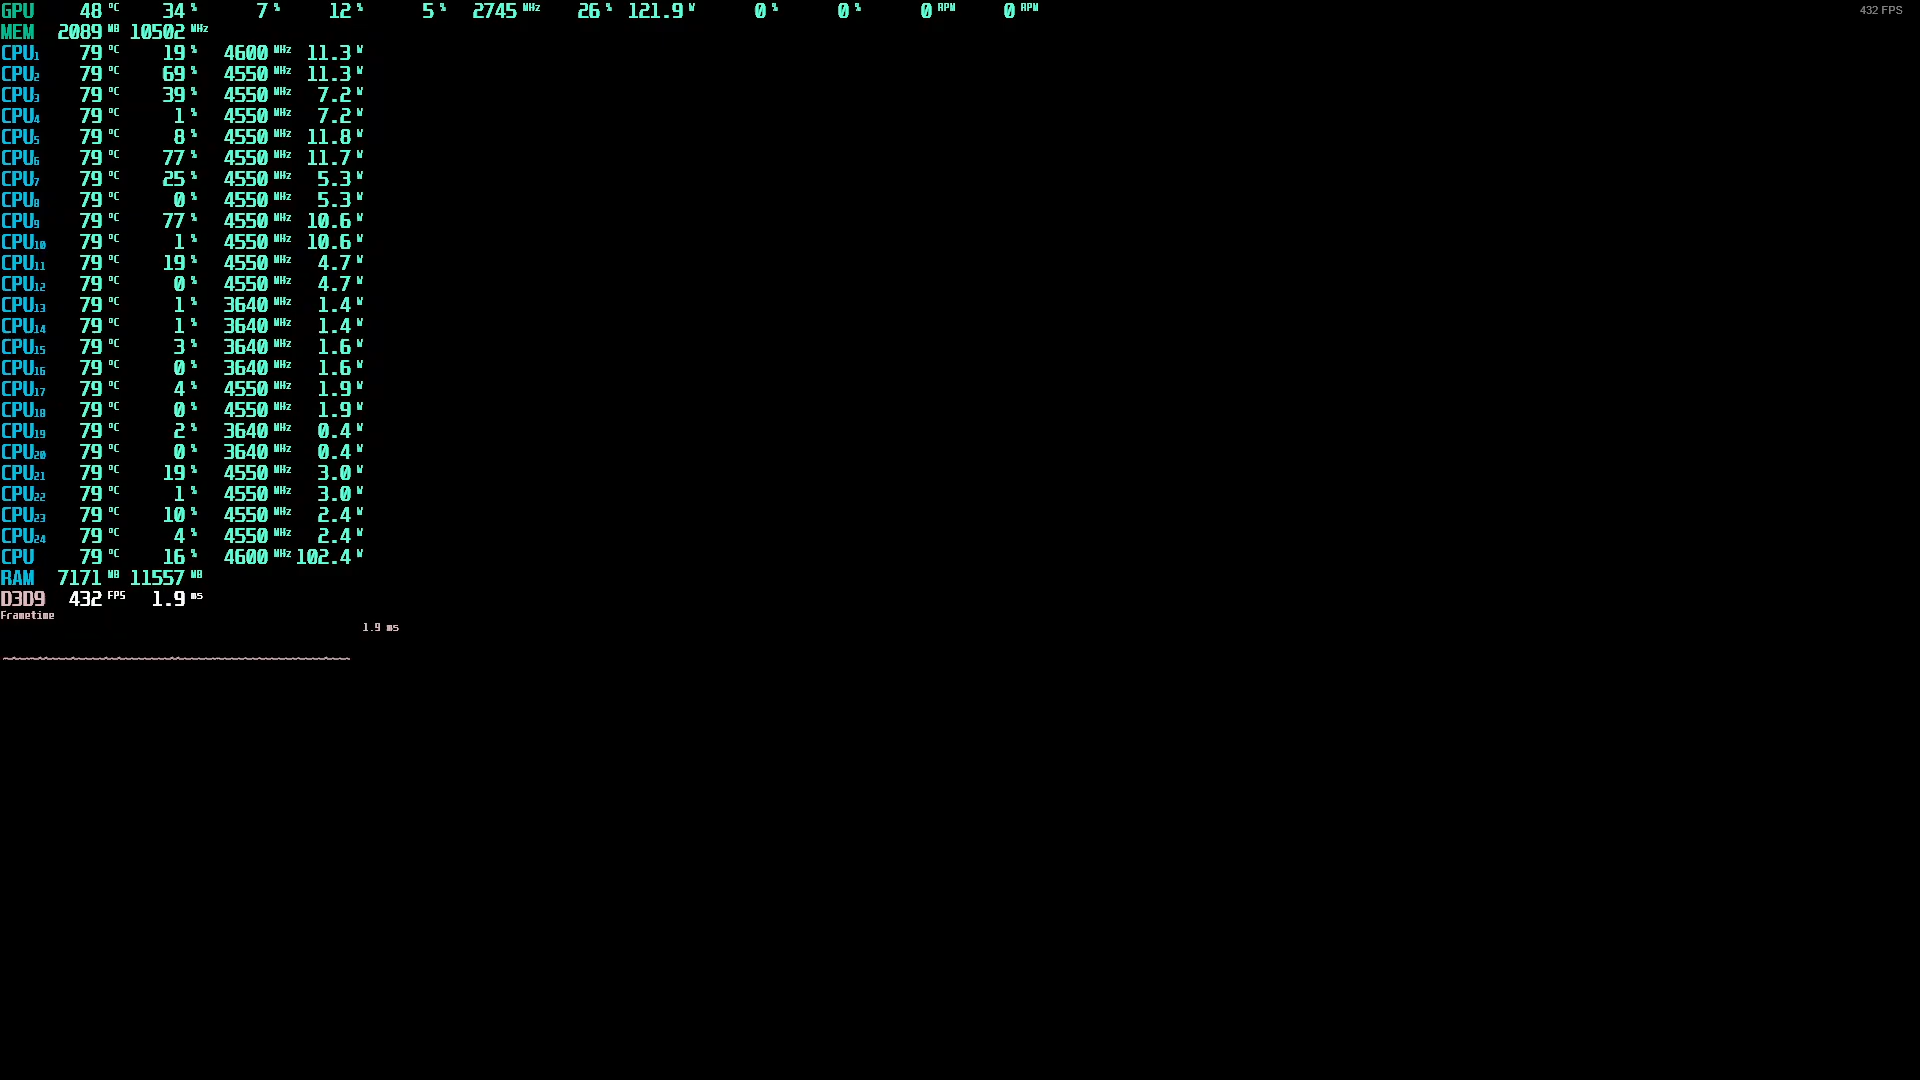 GPU 48 °C 34 % 7 % 12 % 5 % 2745 MHz 26 % 121.9 W 0 % 0 % 0 RPM 0 RPM 432 FPS
MEM 2089 MB 10502 MHz
CPU1 79 °C 19 % 4600 MHz 11.3 W
CPU2 79 °C 69 % 4550 MHz 11.3 W
CPU3 79 °C 39 % 4550 MHz 7.2 W
CPU4 79 °C 1 % 4550 MHz 7.2 W
CPU5 79 °C 8 % 4550 MHz 11.8 W
CPU6 79 °C 77 % 4550 MHz 11.7 W
CPU7 79 °C 25 % 4550 MHz 5.3 W
CPU8 79 °C 0 % 4550 MHz 5.3 W
CPU9 79 °C 77 % 4550 MHz 10.6 W
CPU10 79 °C 1 % 4550 MHz 10.6 W
CPU11 79 °C 19 % 4550 MHz 4.7 W
CPU12 79 °C 0 % 4550 MHz 4.7 W
CPU13 79 °C 1 % 3640 MHz 1.4 W
CPU14 79 °C 1 % 3640 MHz 1.4 W
CPU15 79 °C 3 % 3640 MHz 1.6 W
CPU16 79 °C 0 % 3640 MHz 1.6 W
CPU17 79 °C 4 % 4550 MHz 1.9 W
CPU18 79 °C 0 % 4550 MHz 1.9 W
CPU19 79 °C 2 % 3640 MHz 0.4 W
CPU20 79 °C 0 % 3640 MHz 0.4 W
CPU21 79 °C 19 % 4550 MHz 3.0 W
CPU22 79 °C 1 % 4550 MHz 3.0 W
CPU23 79 °C 10 % 4550 MHz 2.4 W
CPU24 79 °C 4 % 4550 MHz 2.4 W
CPU 79 °C 16 % 4600 MHz 102.4 W
RAM 7171 MB 11557 MB
D3D9 432 FPS 1.9 ms
Frametime
1.9 ms